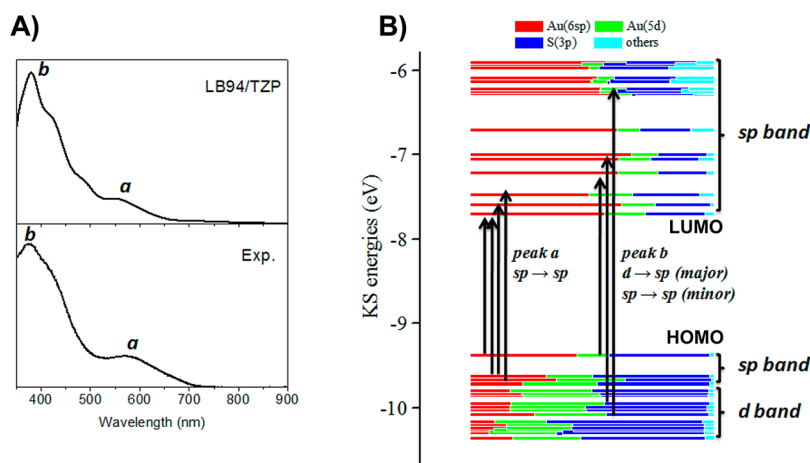 A)
b
LB94/TZP
a
b
Exp.
a
400 500 600 700 800 900
Wavelength (nm)
B)
Au(6sp) Au(5d)
S(3p) others
KS energies (eV)
-6
-7
-8
-9
-10
sp band
LUMO
peak a
sp → sp
peak b
d → sp (major)
sp → sp (minor)
HOMO
sp band
d band